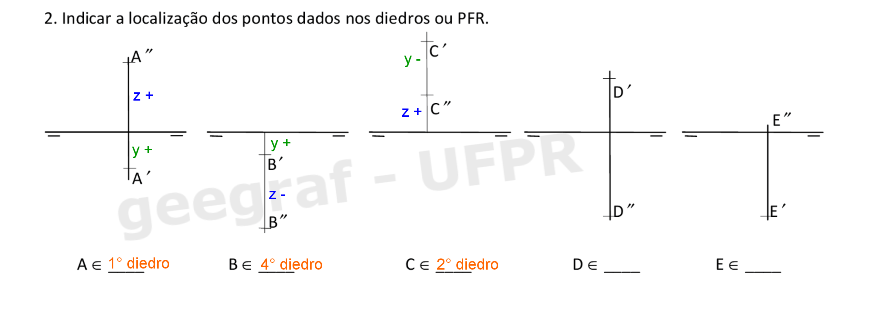 2. Indicar a localização dos pontos dados nos diedros ou PFR.
A″ C′
y -
z + z + C″ D′
E″
y + y +
A′ B′
z -
B″ D″ E′
geegraf - UFPR
A ∈ 1° diedro B ∈ 4° diedro C ∈ 2° diedro D ∈ ____ E ∈ ____